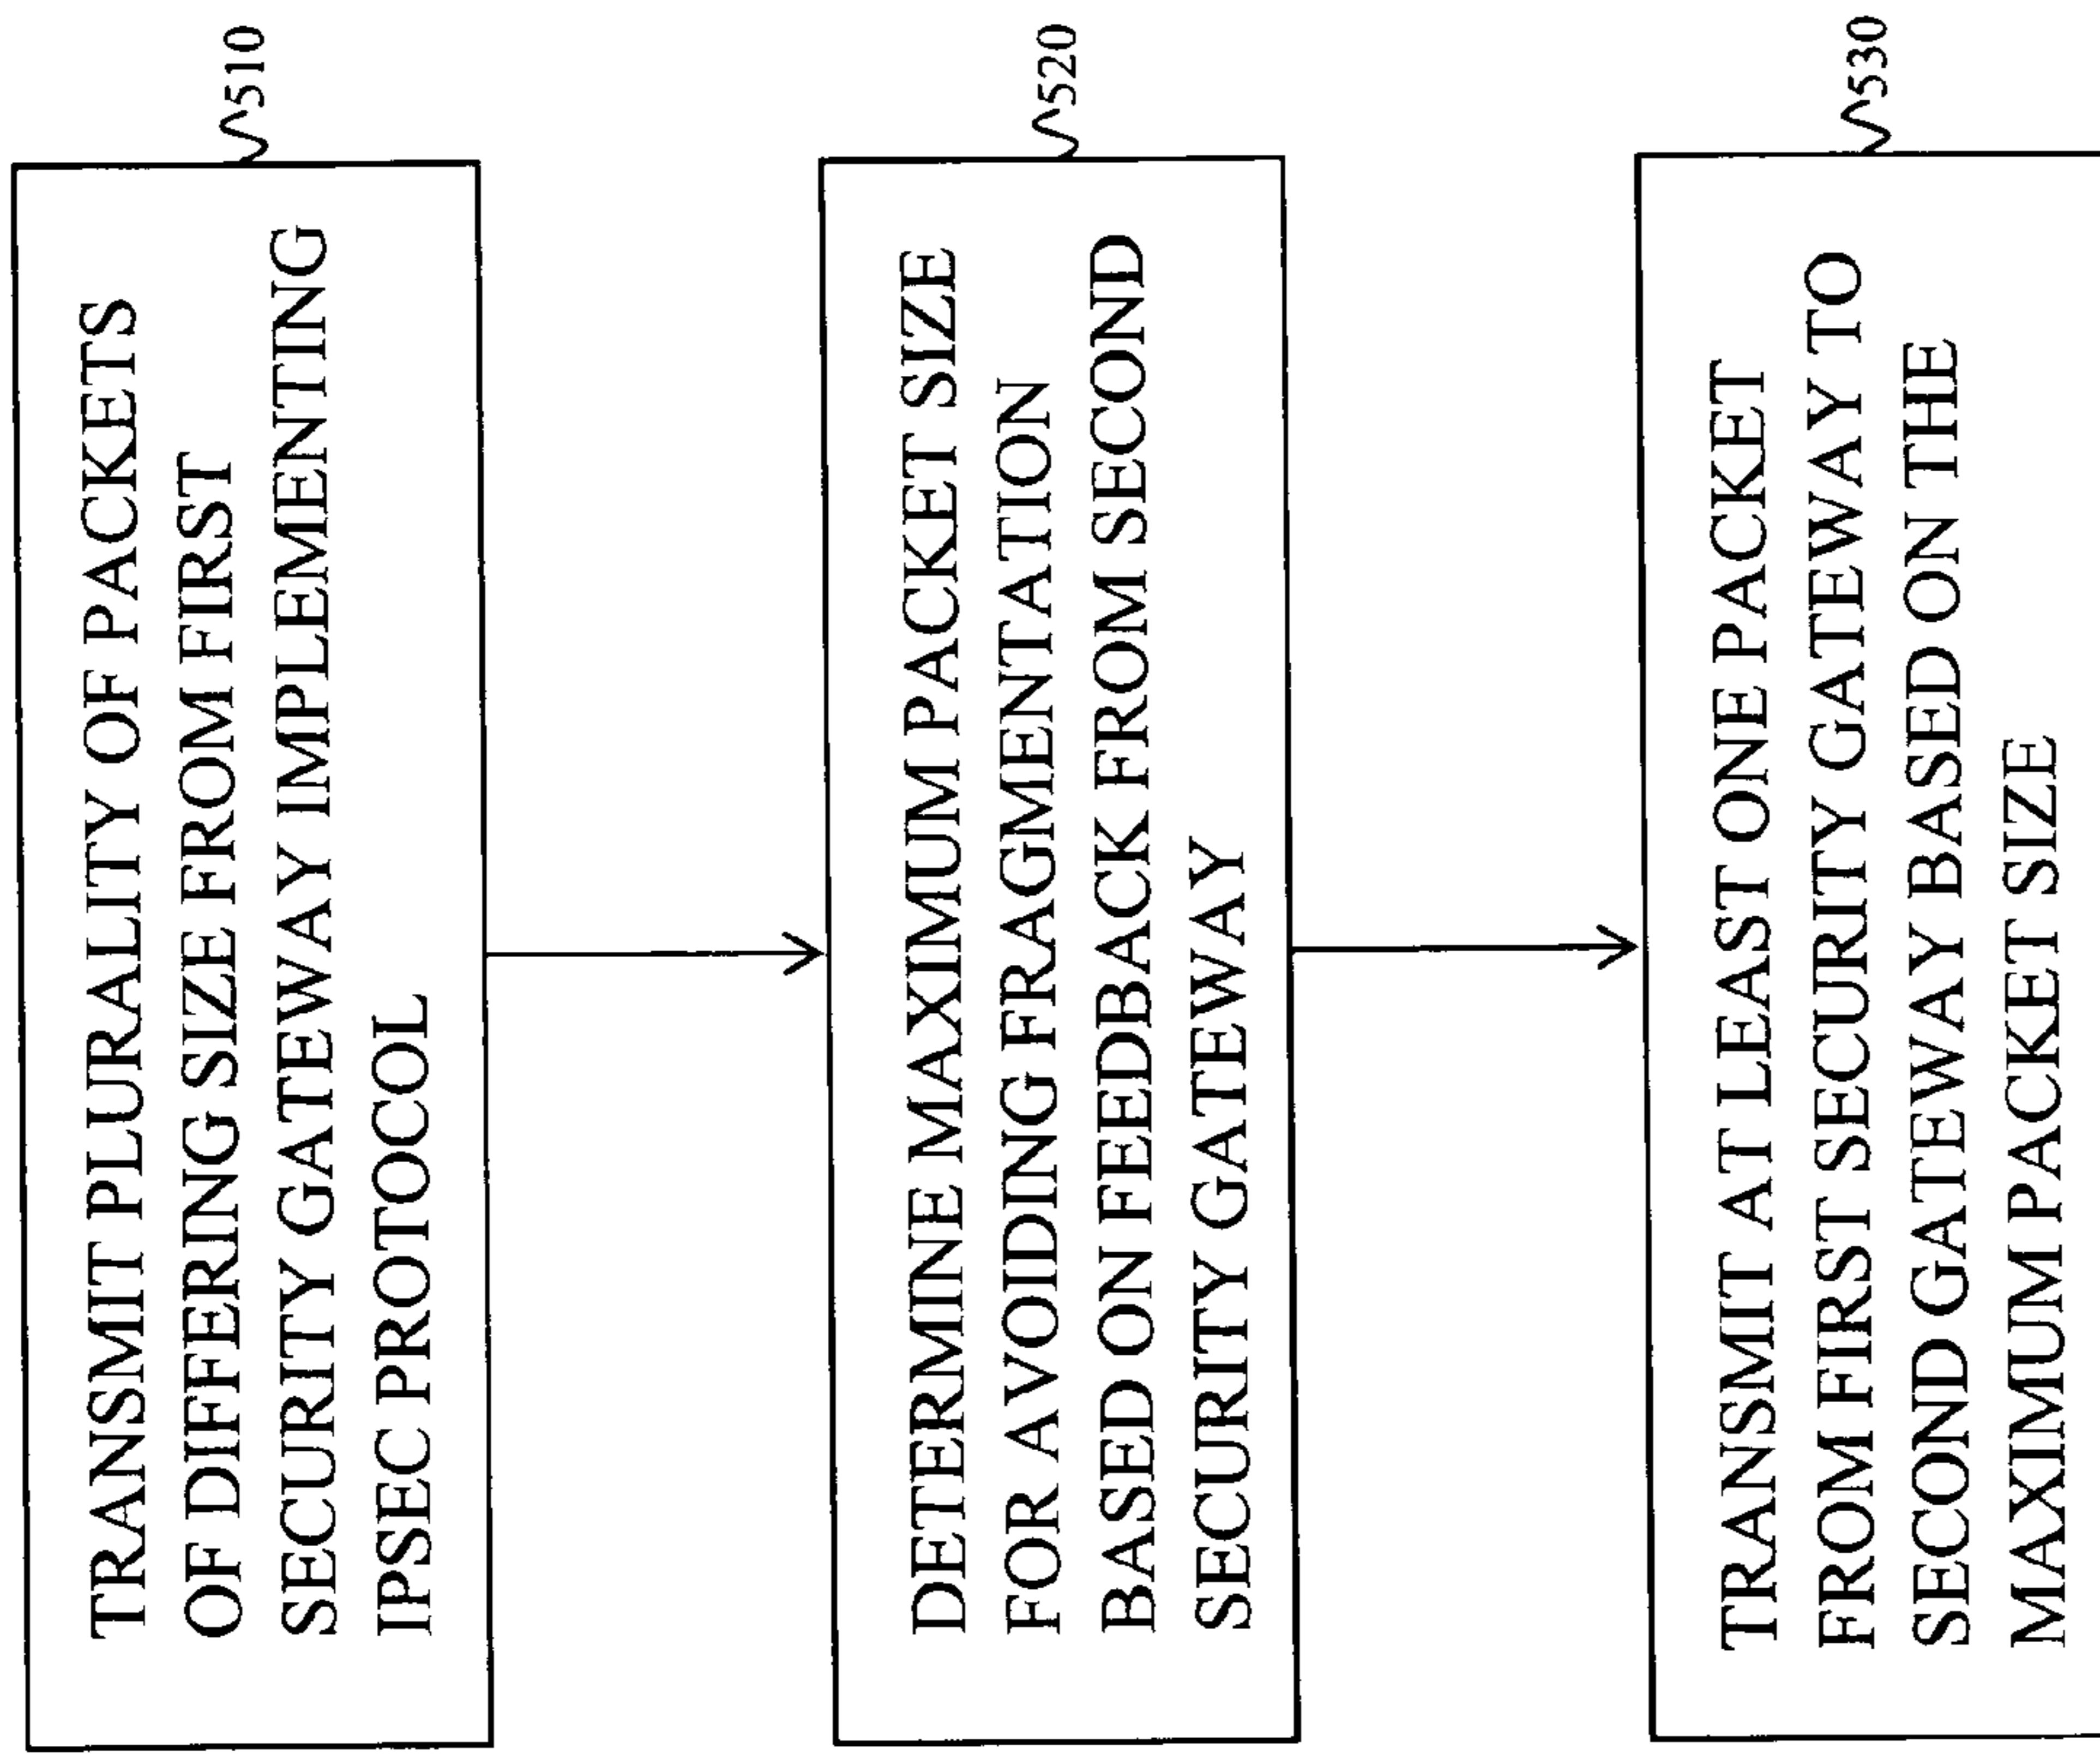 TRANSMIT PLURALITY OF PACKETS
OF DIFFERING SIZE FROM FIRST
SECURITY GATEWAY IMPLEMENTING
IPSEC PROTOCOL
510
DETERMINE MAXIMUM PACKET SIZE
FOR AVOIDING FRAGMENTATION
BASED ON FEEDBACK FROM SECOND
SECURITY GATEWAY
520
TRANSMIT AT LEAST ONE PACKET
FROM FIRST SECURITY GATEWAY TO
SECOND GATEWAY BASED ON THE
MAXIMUM PACKET SIZE
530